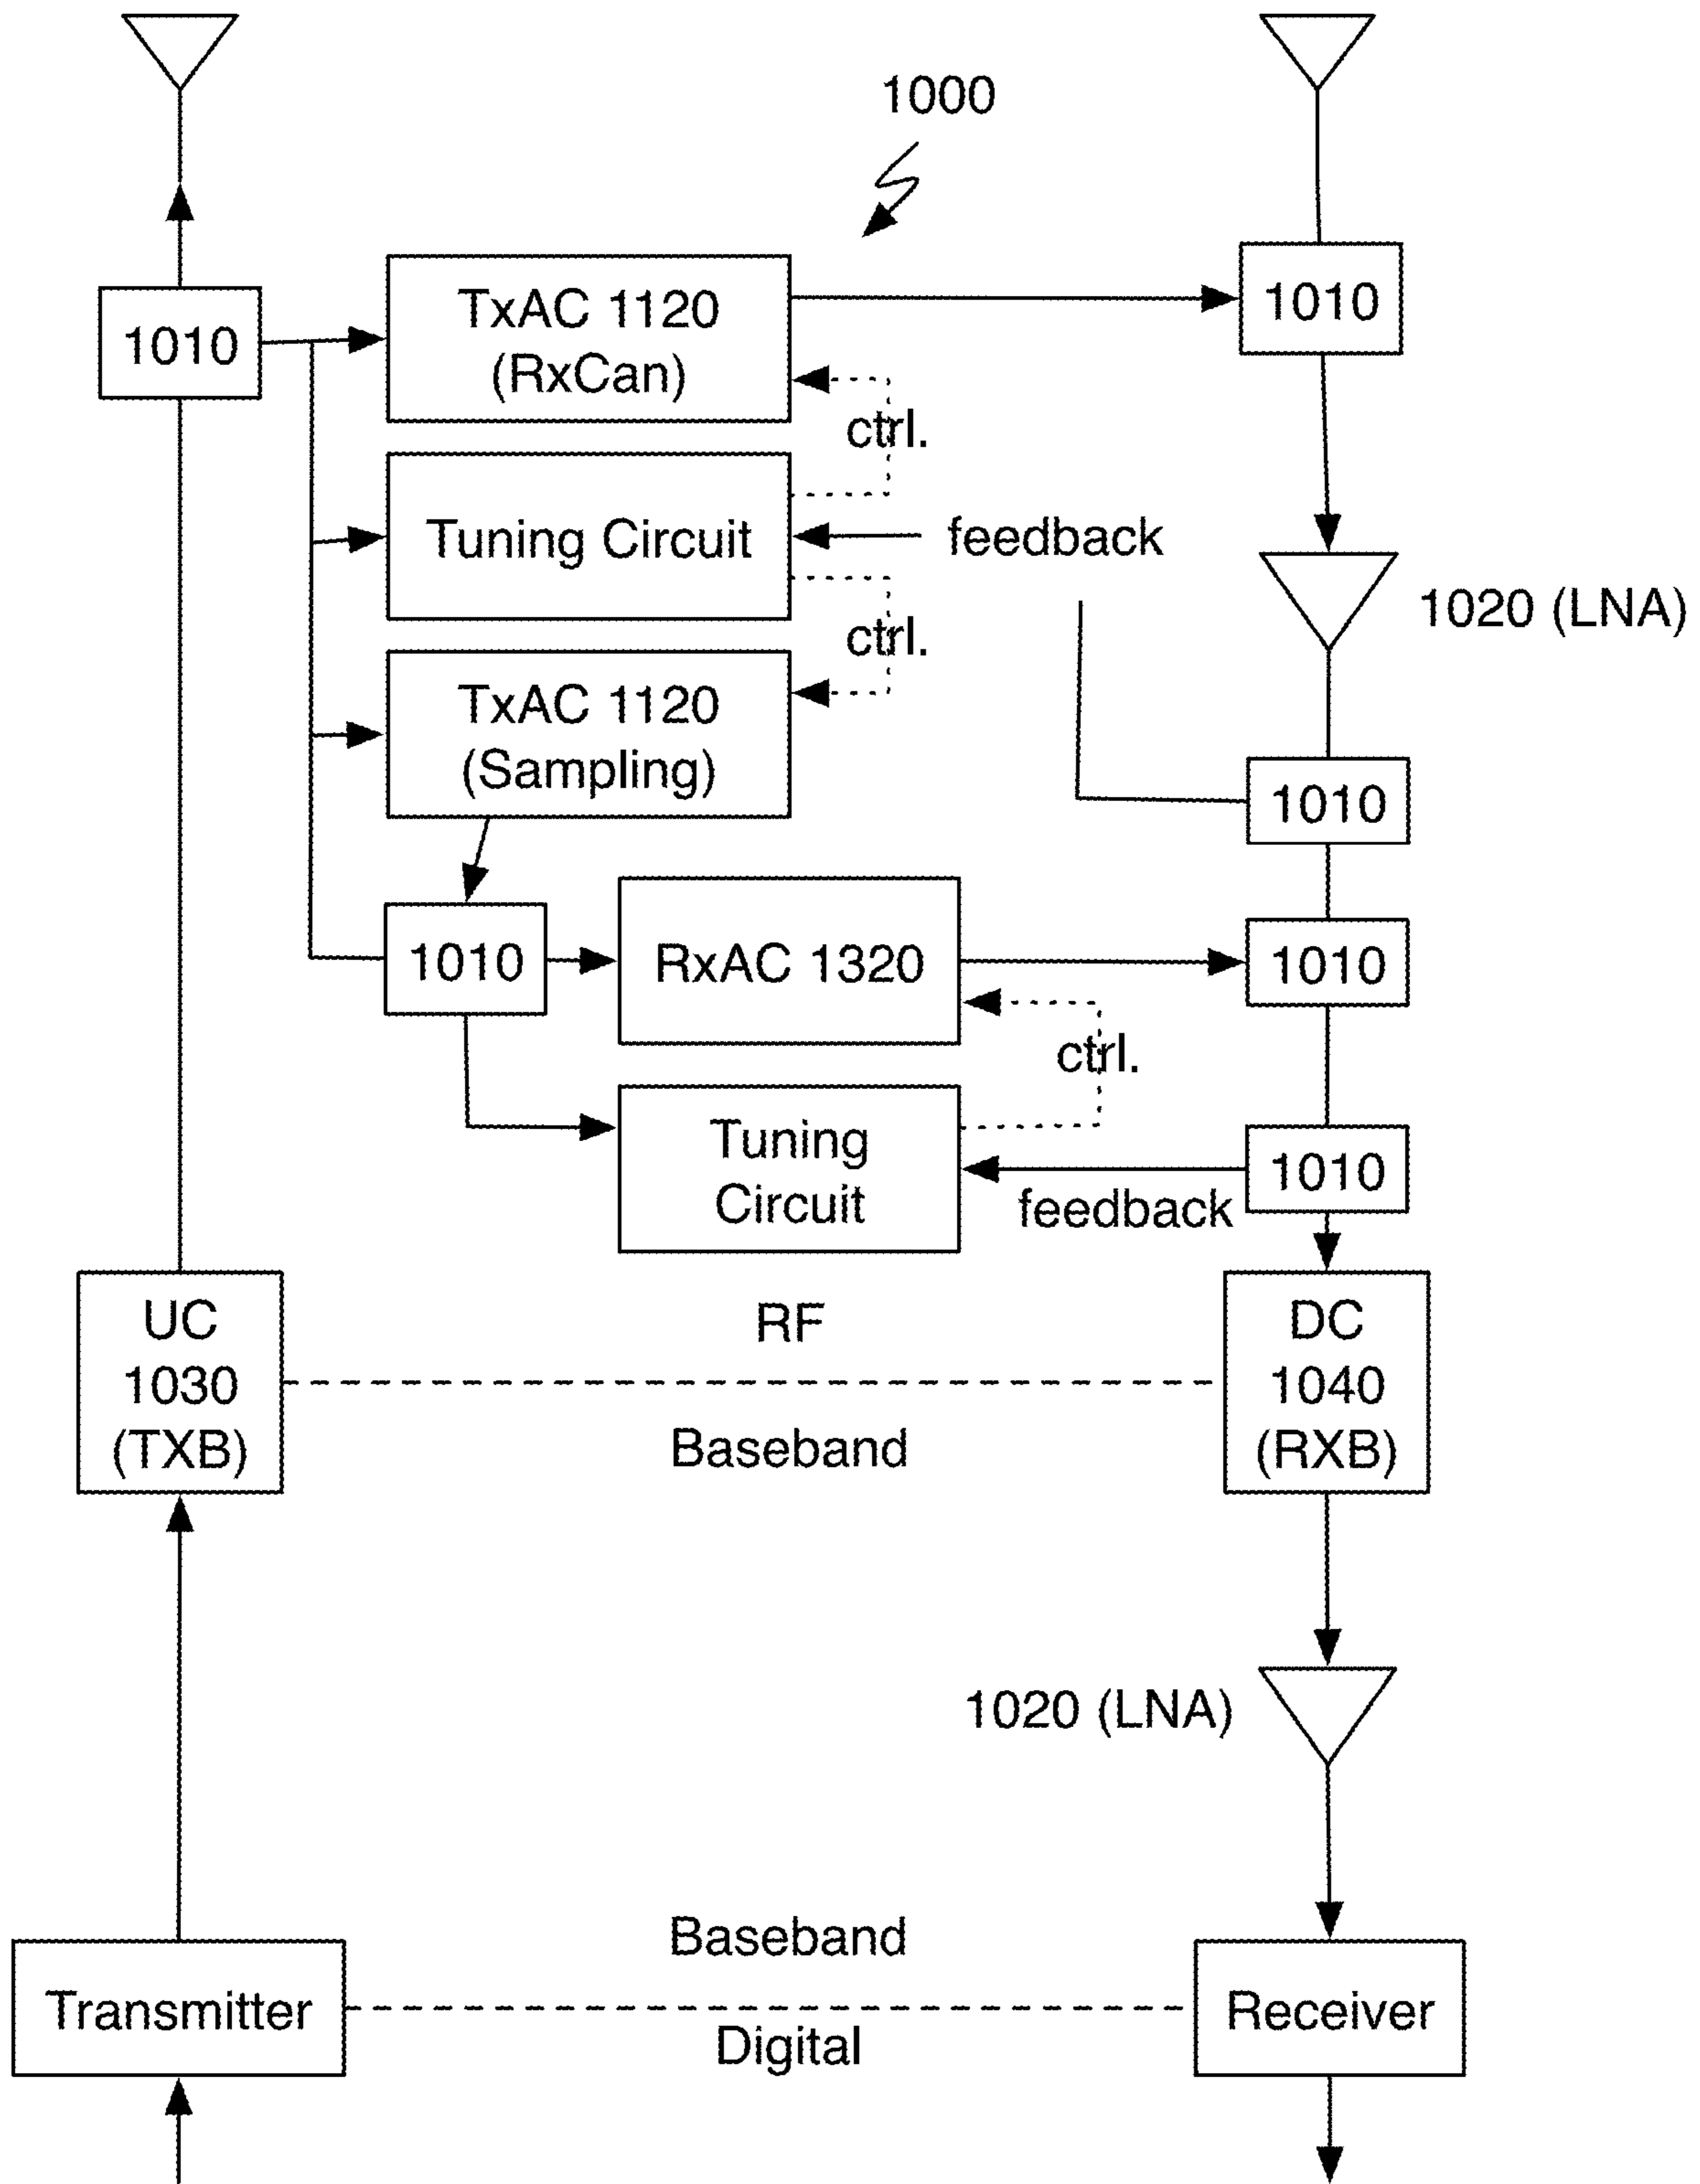 1000
1010
TxAC 1120
(RxCan)
1010
ctrl.
Tuning Circuit
feedback
1020 (LNA)
ctrl.
TxAC 1120
(Sampling)
1010
1010
RxAC 1320
1010
ctrl.
Tuning
Circuit
1010
feedback
UC
1030
(TXB)
RF
Baseband
DC
1040
(RXB)
1020 (LNA)
Baseband
Transmitter
Digital
Receiver